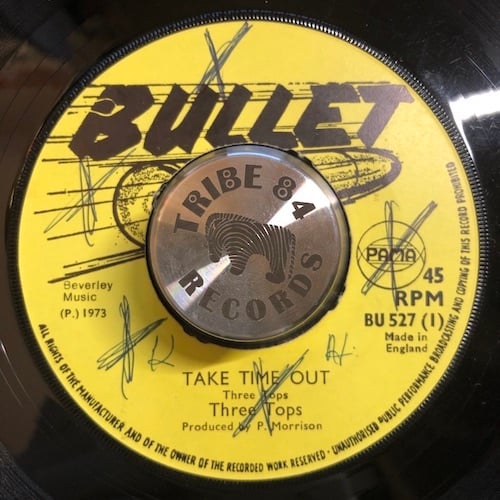 BULLET
TRIBE 84
RECORDS
PAMA
45
RPM
BU 527 (1)
Made in
England
Beverley
Music
(P.) 1973
TAKE TIME OUT
Three Tops
Three Tops
Produced by P. Morrison
ALL RIGHTS OF THE MANUFACTURER AND OF THE OWNER OF THE RECORDED WORK RESERVED - UNAUTHORISED PUBLIC PERFORMANCE BROADCASTING AND COPYING OF THIS RECORD PROHIBITED